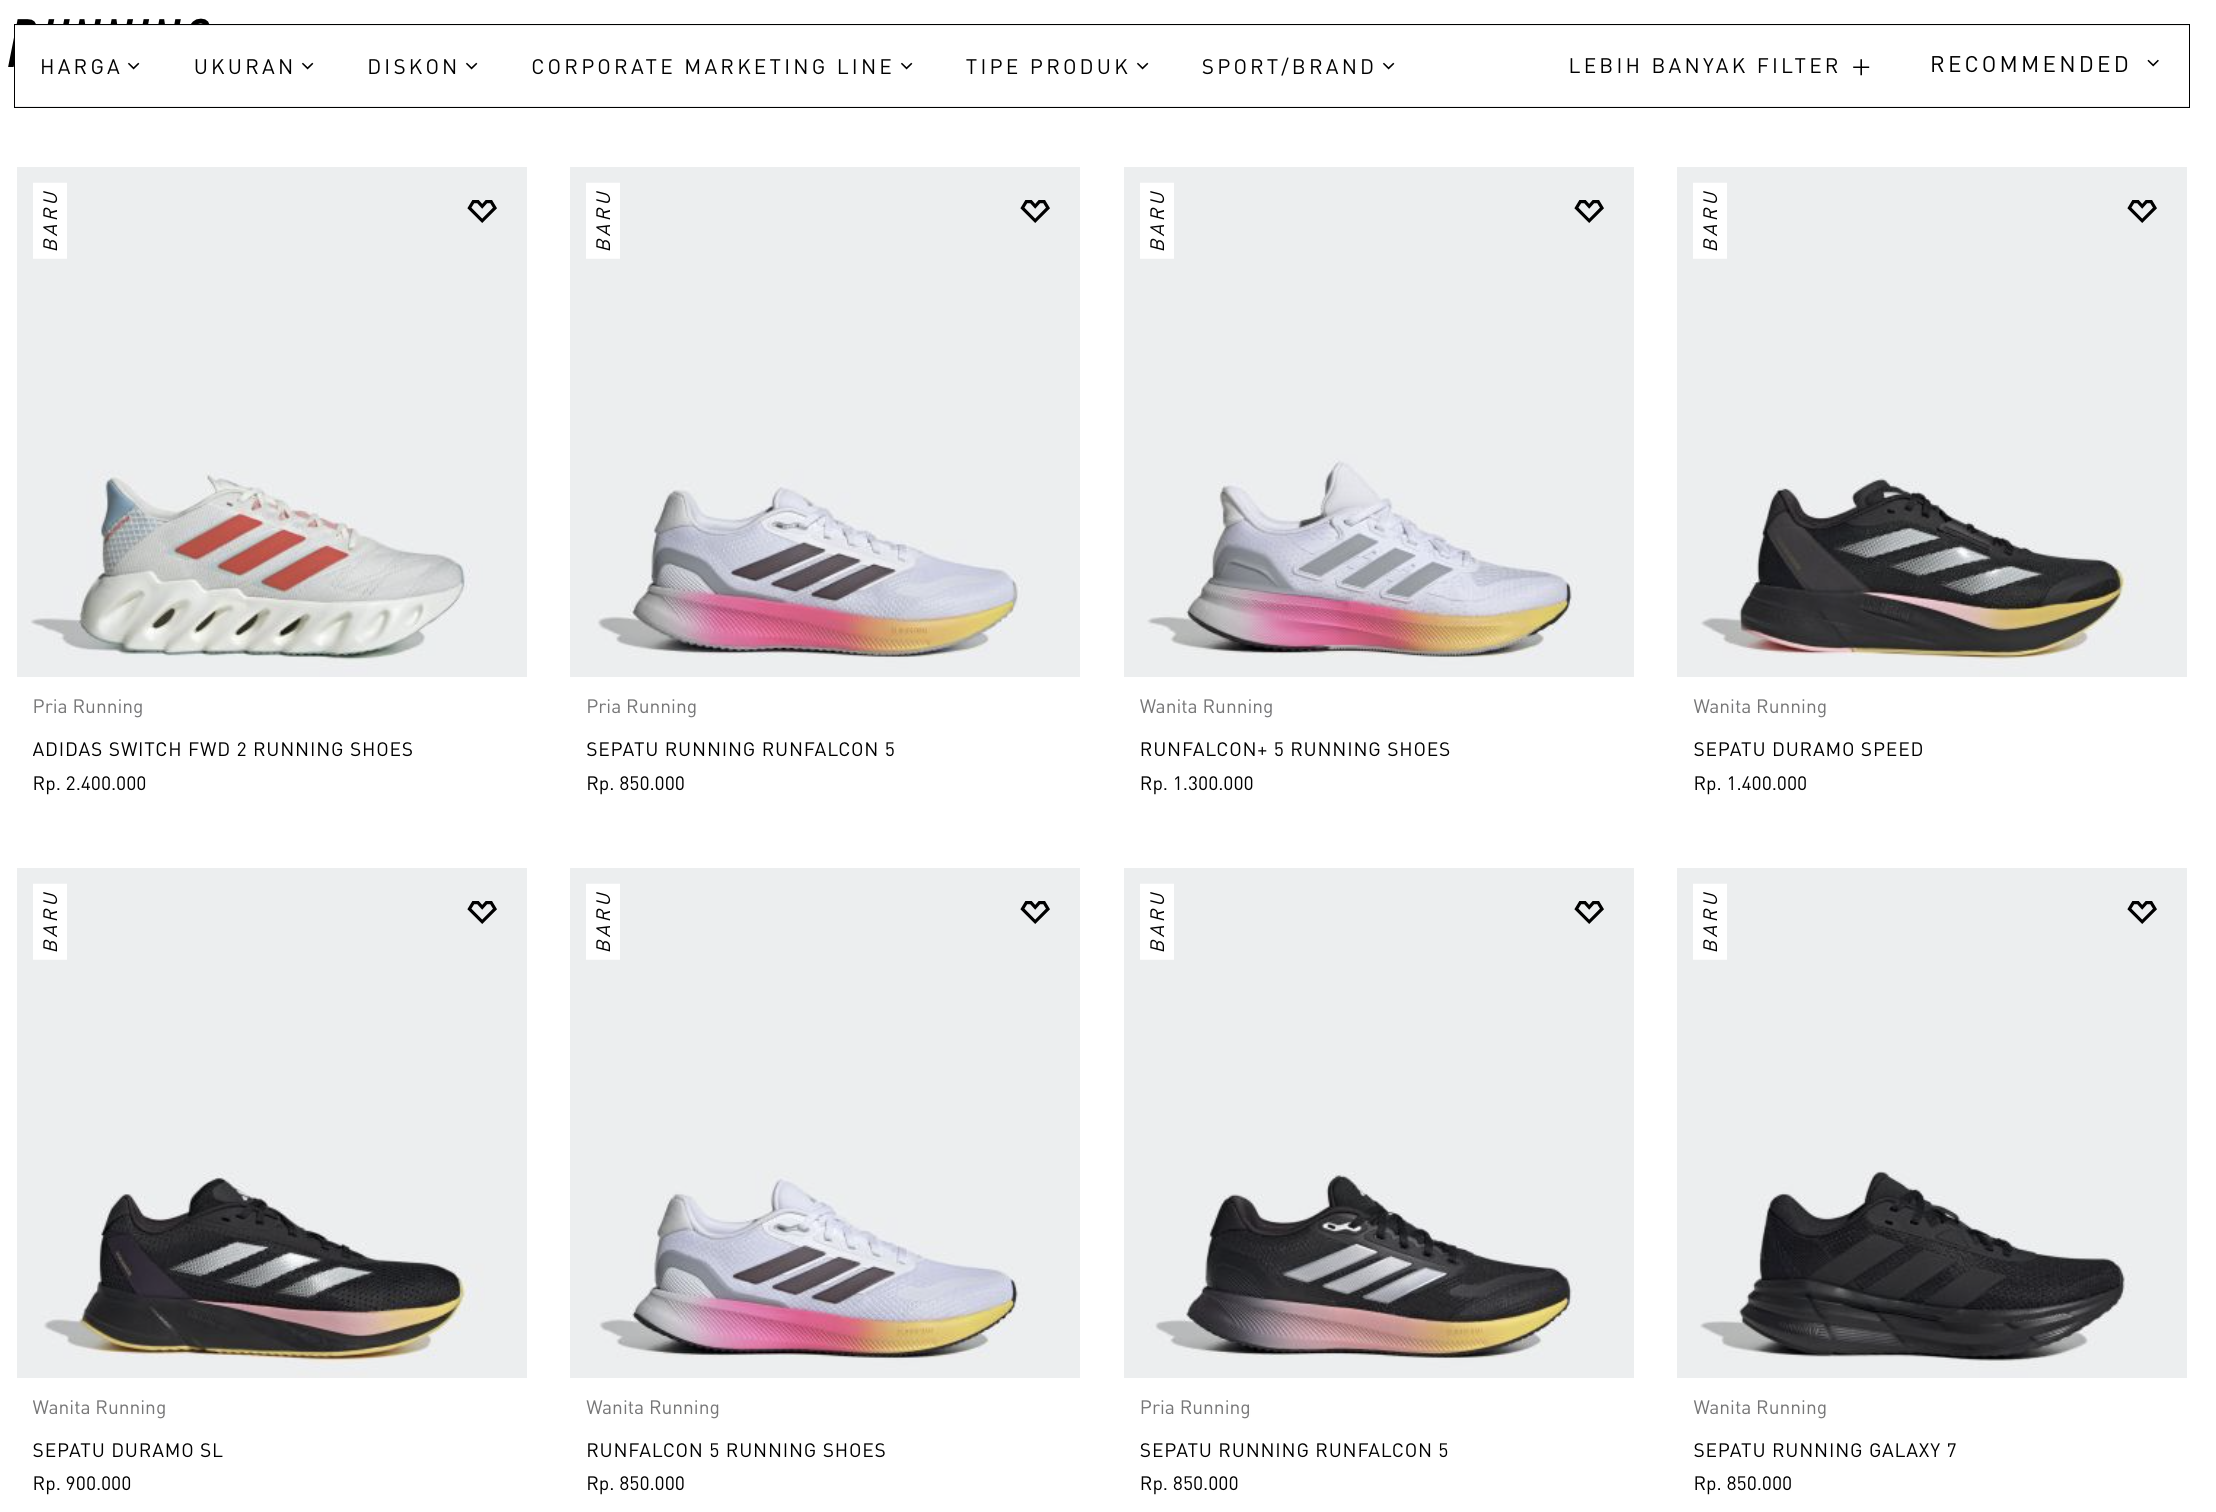 RUNNING
HARGA UKURAN DISKON CORPORATE MARKETING LINE TIPE PRODUK SPORT/BRAND LEBIH BANYAK FILTER + RECOMMENDED
BARU
BARU
BARU
BARU
Pria Running
ADIDAS SWITCH FWD 2 RUNNING SHOES
Rp. 2.400.000
Pria Running
SEPATU RUNNING RUNFALCON 5
Rp. 850.000
Wanita Running
RUNFALCON+ 5 RUNNING SHOES
Rp. 1.300.000
Wanita Running
SEPATU DURAMO SPEED
Rp. 1.400.000
BARU
BARU
BARU
BARU
Wanita Running
SEPATU DURAMO SL
Rp. 900.000
Wanita Running
RUNFALCON 5 RUNNING SHOES
Rp. 850.000
Pria Running
SEPATU RUNNING RUNFALCON 5
Rp. 850.000
Wanita Running
SEPATU RUNNING GALAXY 7
Rp. 850.000